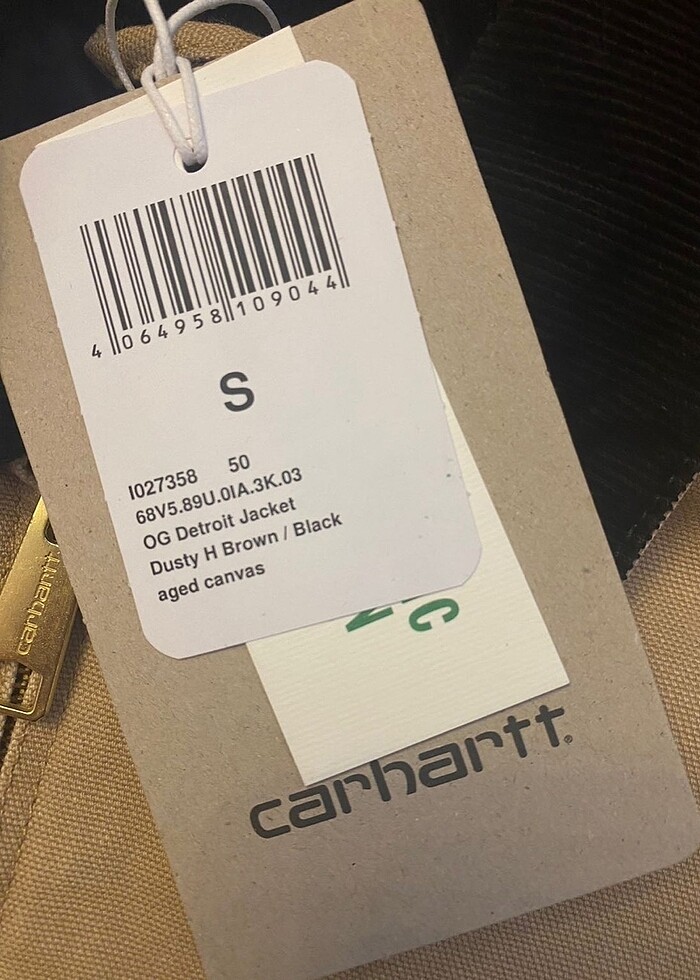 4 064958 109044
S
I027358 50
68V5.89U.0IA.3K.03
OG Detroit Jacket
Dusty H Brown / Black
aged canvas
carhartt®
carhartt